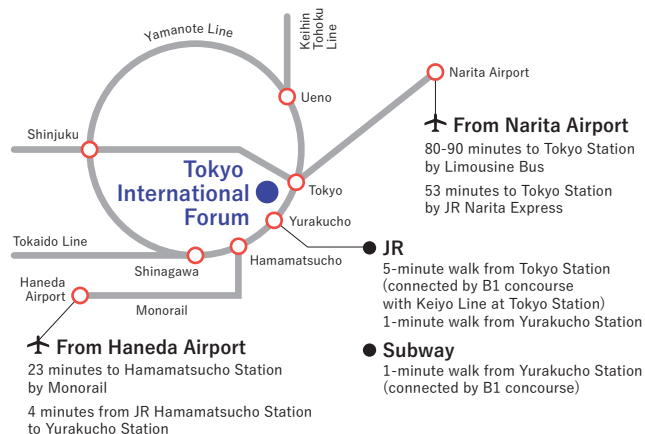 Yamanote Line
Keihin
Tohoku
Line
Ueno
Narita Airport
Shinjuku
From Narita Airport
80-90 minutes to Tokyo Station
by Limousine Bus
53 minutes to Tokyo Station
by JR Narita Express
Tokyo
International
Forum
Tokyo
Yurakucho
Tokaido Line
Hamamatsucho
Shinagawa
JR
5-minute walk from Tokyo Station
(connected by B1 concourse
with Keiyo Line at Tokyo Station)
1-minute walk from Yurakucho Station
Haneda
Airport
Monorail
From Haneda Airport
23 minutes to Hamamatsucho Station
by Monorail
4 minutes from JR Hamamatsucho Station
to Yurakucho Station
Subway
1-minute walk from Yurakucho Station
(connected by B1 concourse)